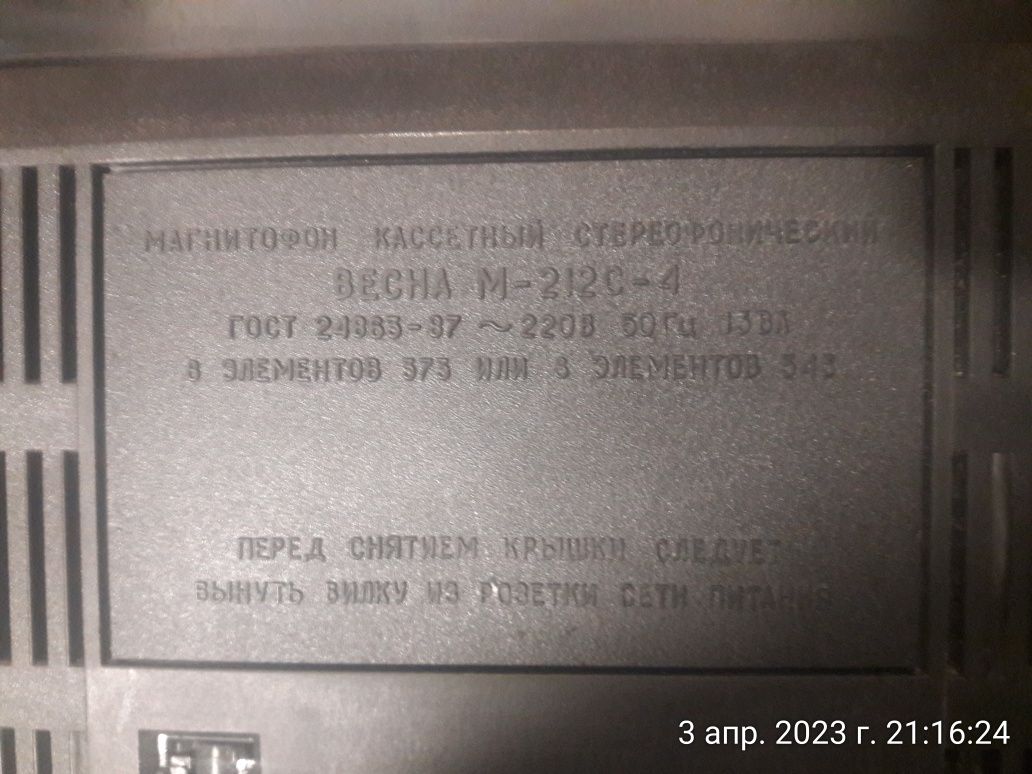 МАГНИТОФОН КАССЕТНЫЙ СТЕРЕОФОНИЧЕСКИЙ
ВЕСНА М-212С-4
ГОСТ 24863-87 ~220В 50Гц 13ВА
8 ЭЛЕМЕНТОВ 373 ИЛИ 8 ЭЛЕМЕНТОВ 343
ПЕРЕД СНЯТИЕМ КРЫШКИ СЛЕДУЕТ
ВЫНУТЬ ВИЛКУ ИЗ РОЗЕТКИ СЕТИ ПИТАНИЯ
3 апр. 2023 г. 21:16:24